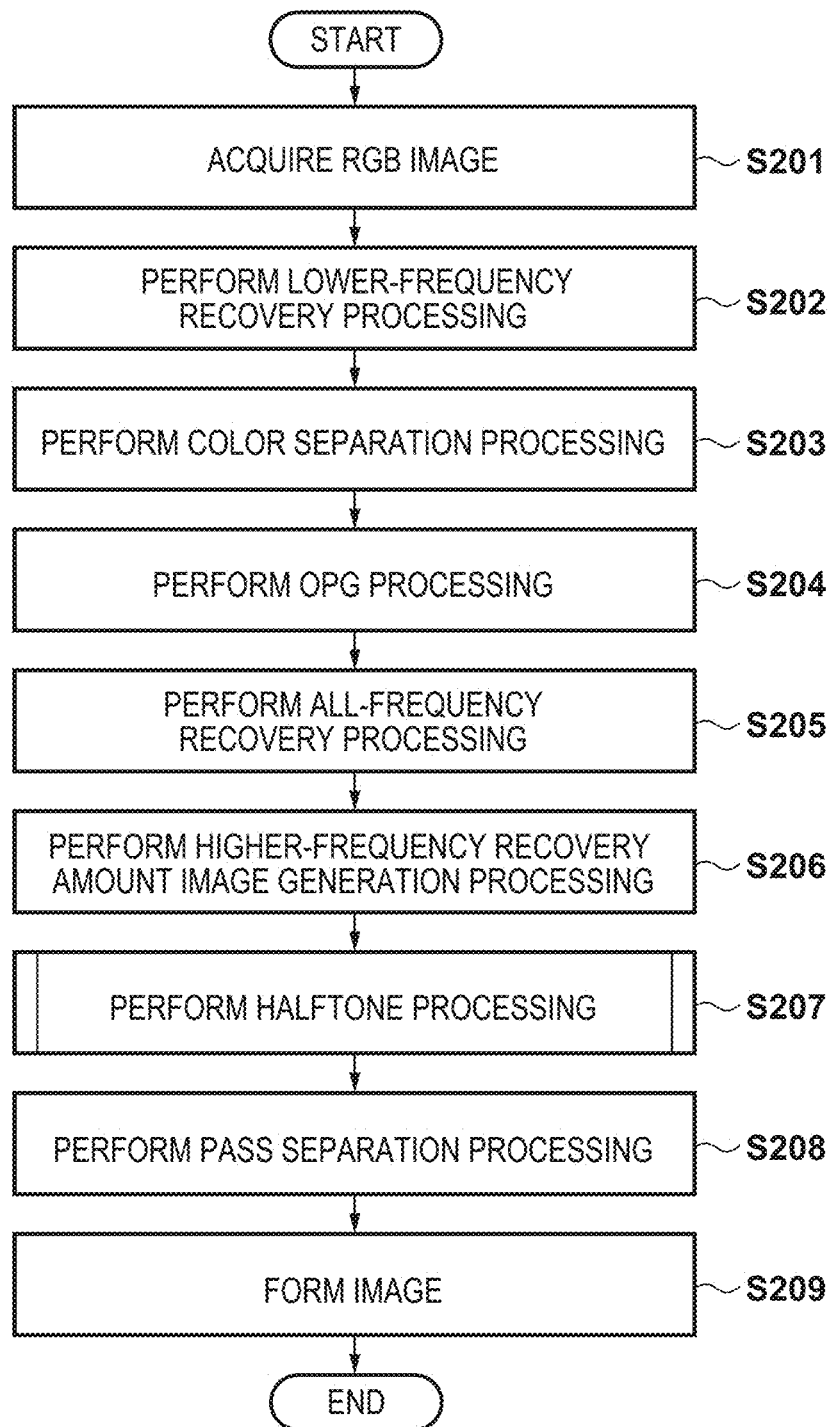 START
ACQUIRE RGB IMAGE
S201
PERFORM LOWER-FREQUENCY
RECOVERY PROCESSING
S202
PERFORM COLOR SEPARATION PROCESSING
S203
PERFORM OPG PROCESSING
S204
PERFORM ALL-FREQUENCY
RECOVERY PROCESSING
S205
PERFORM HIGHER-FREQUENCY RECOVERY
AMOUNT IMAGE GENERATION PROCESSING
S206
PERFORM HALFTONE PROCESSING
S207
PERFORM PASS SEPARATION PROCESSING
S208
FORM IMAGE
S209
END